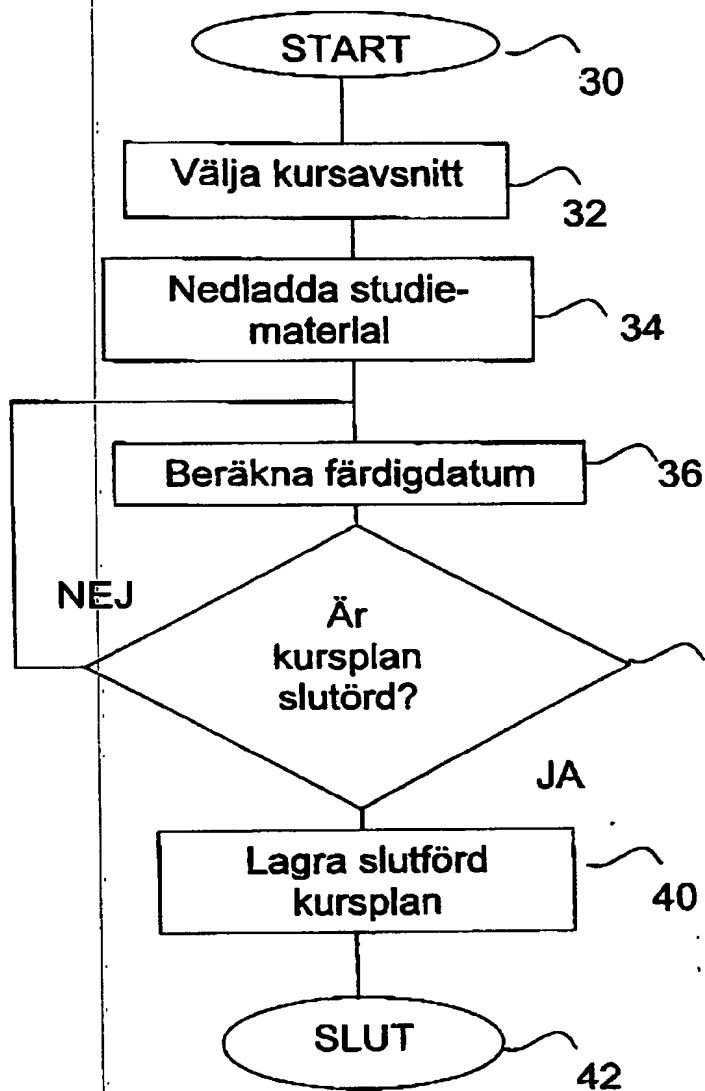 START
30
Välja kursavsnitt
32
Nedladda studie-
material
34
Beräkna färdigdatum
36
NEJ
Är
kursplan
slutörd?
JA
Lagra slutförd
kursplan
40
SLUT
42